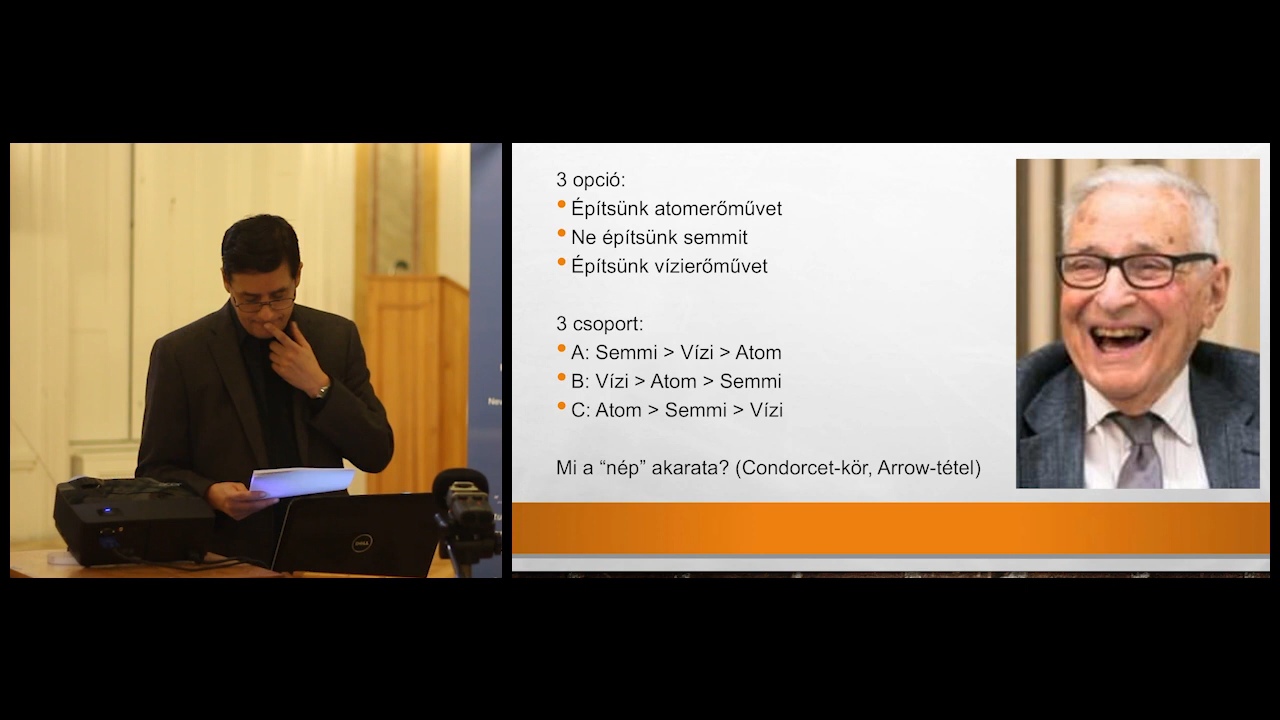 3 opció:
Építsünk atomerőművet
Ne építsünk semmit
Építsünk vízierőművet
3 csoport:
A: Semmi > Vízi > Atom
B: Vízi > Atom > Semmi
C: Atom > Semmi > Vízi
Mi a “nép” akarata? (Condorcet-kör, Arrow-tétel)
DELL